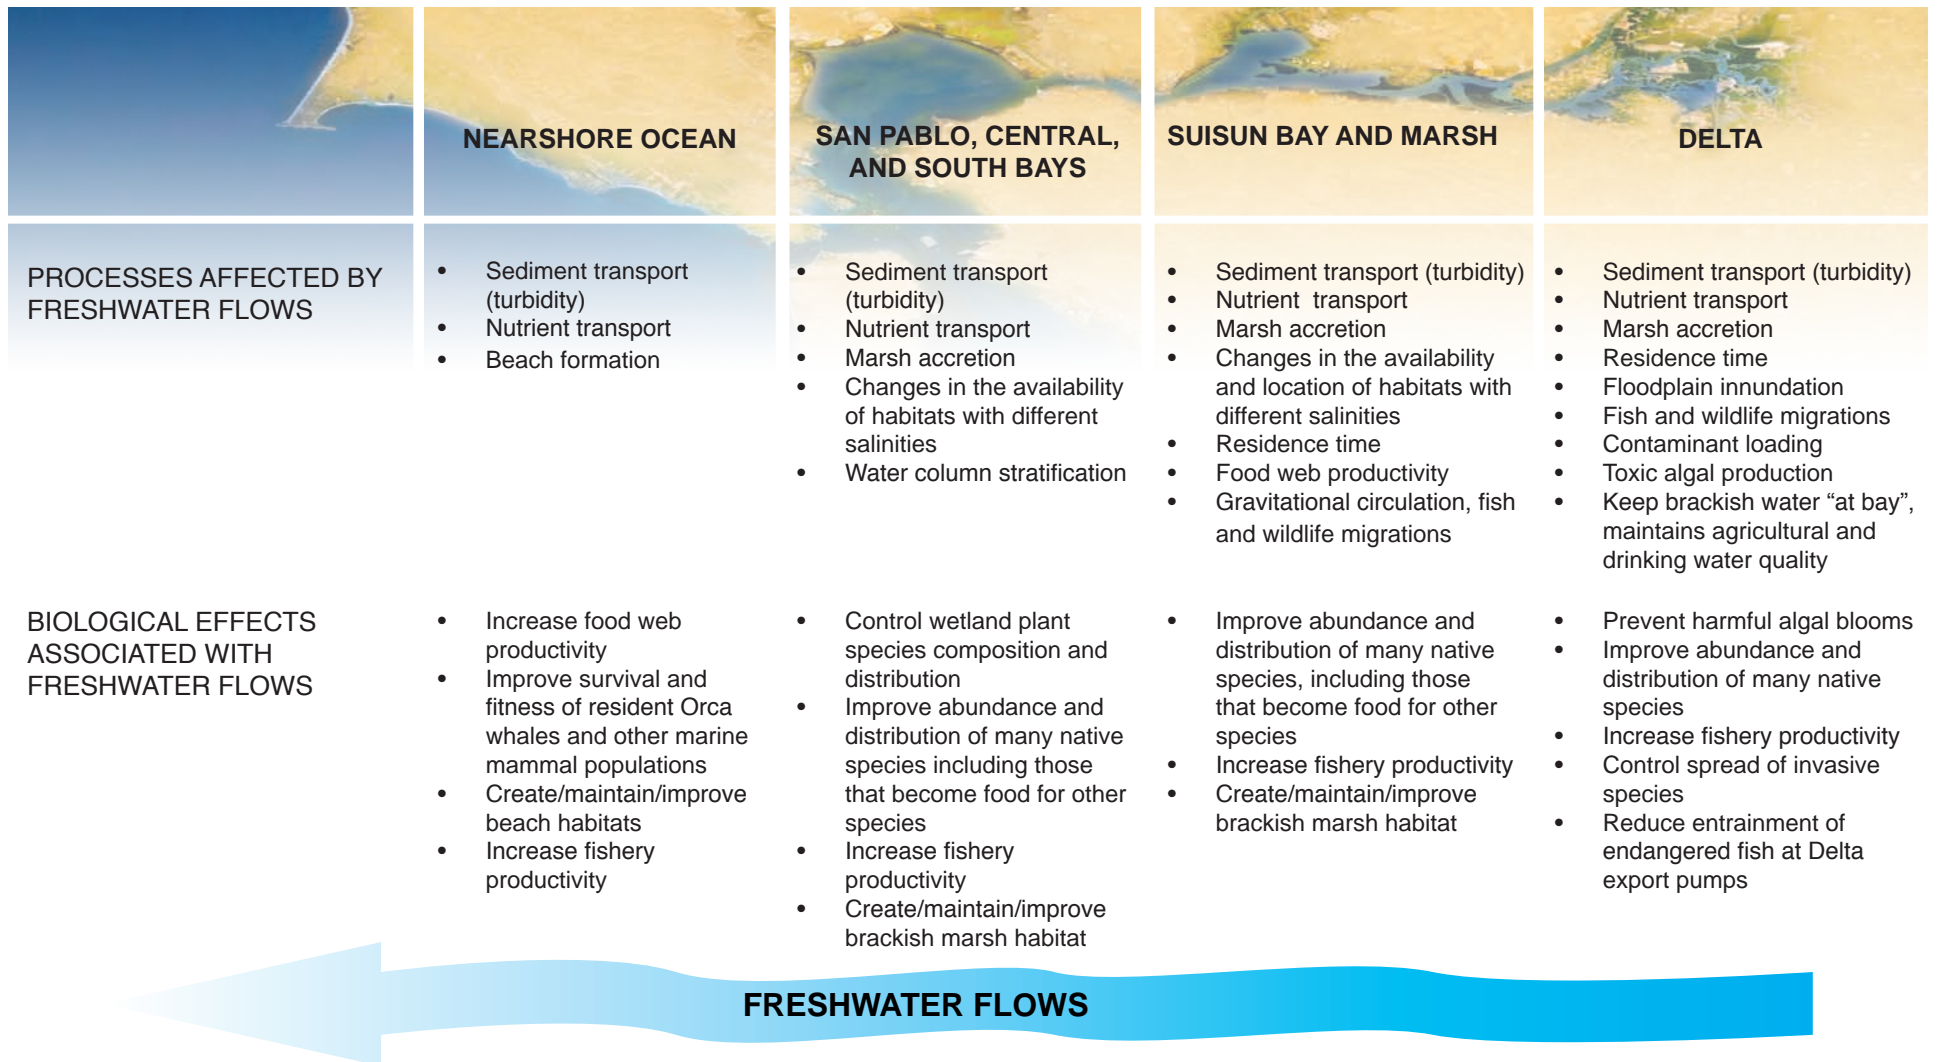 NEARSHORE OCEAN
SAN PABLO, CENTRAL,
AND SOUTH BAYS
SUISUN BAY AND MARSH
DELTA
PROCESSES AFFECTED BY
FRESHWATER FLOWS
• Sediment transport
(turbidity)
• Nutrient transport
• Beach formation
• Sediment transport
(turbidity)
• Nutrient transport
• Marsh accretion
• Changes in the availability
of habitats with different
salinities
• Water column stratification
• Sediment transport (turbidity)
• Nutrient transport
• Marsh accretion
• Changes in the availability
and location of habitats with
different salinities
• Residence time
• Food web productivity
• Gravitational circulation, fish
and wildlife migrations
• Sediment transport (turbidity)
• Nutrient transport
• Marsh accretion
• Residence time
• Floodplain innundation
• Fish and wildlife migrations
• Contaminant loading
• Toxic algal production
• Keep brackish water “at bay”,
maintains agricultural and
drinking water quality
BIOLOGICAL EFFECTS
ASSOCIATED WITH
FRESHWATER FLOWS
• Increase food web
productivity
• Improve survival and
fitness of resident Orca
whales and other marine
mammal populations
• Create/maintain/improve
beach habitats
• Increase fishery
productivity
• Control wetland plant
species composition and
distribution
• Improve abundance and
distribution of many native
species including those
that become food for other
species
• Increase fishery
productivity
• Create/maintain/improve
brackish marsh habitat
• Improve abundance and
distribution of many native
species, including those
that become food for other
species
• Increase fishery productivity
• Create/maintain/improve
brackish marsh habitat
• Prevent harmful algal blooms
• Improve abundance and
distribution of many native
species
• Increase fishery productivity
• Control spread of invasive
species
• Reduce entrainment of
endangered fish at Delta
export pumps
FRESHWATER FLOWS